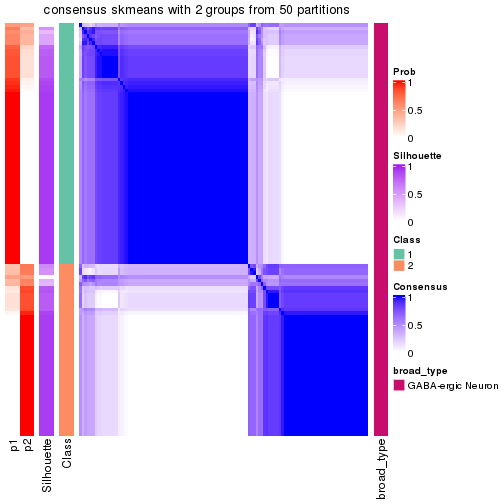 consensus skmeans with 2 groups from 50 partitions
Prob
1
0.5
0
Silhouette
1
0.5
0
Class
1
2
Consensus
1
0.5
0
broad_type
GABA-ergic Neuron
p1
p2
Silhouette
Class
broad_type